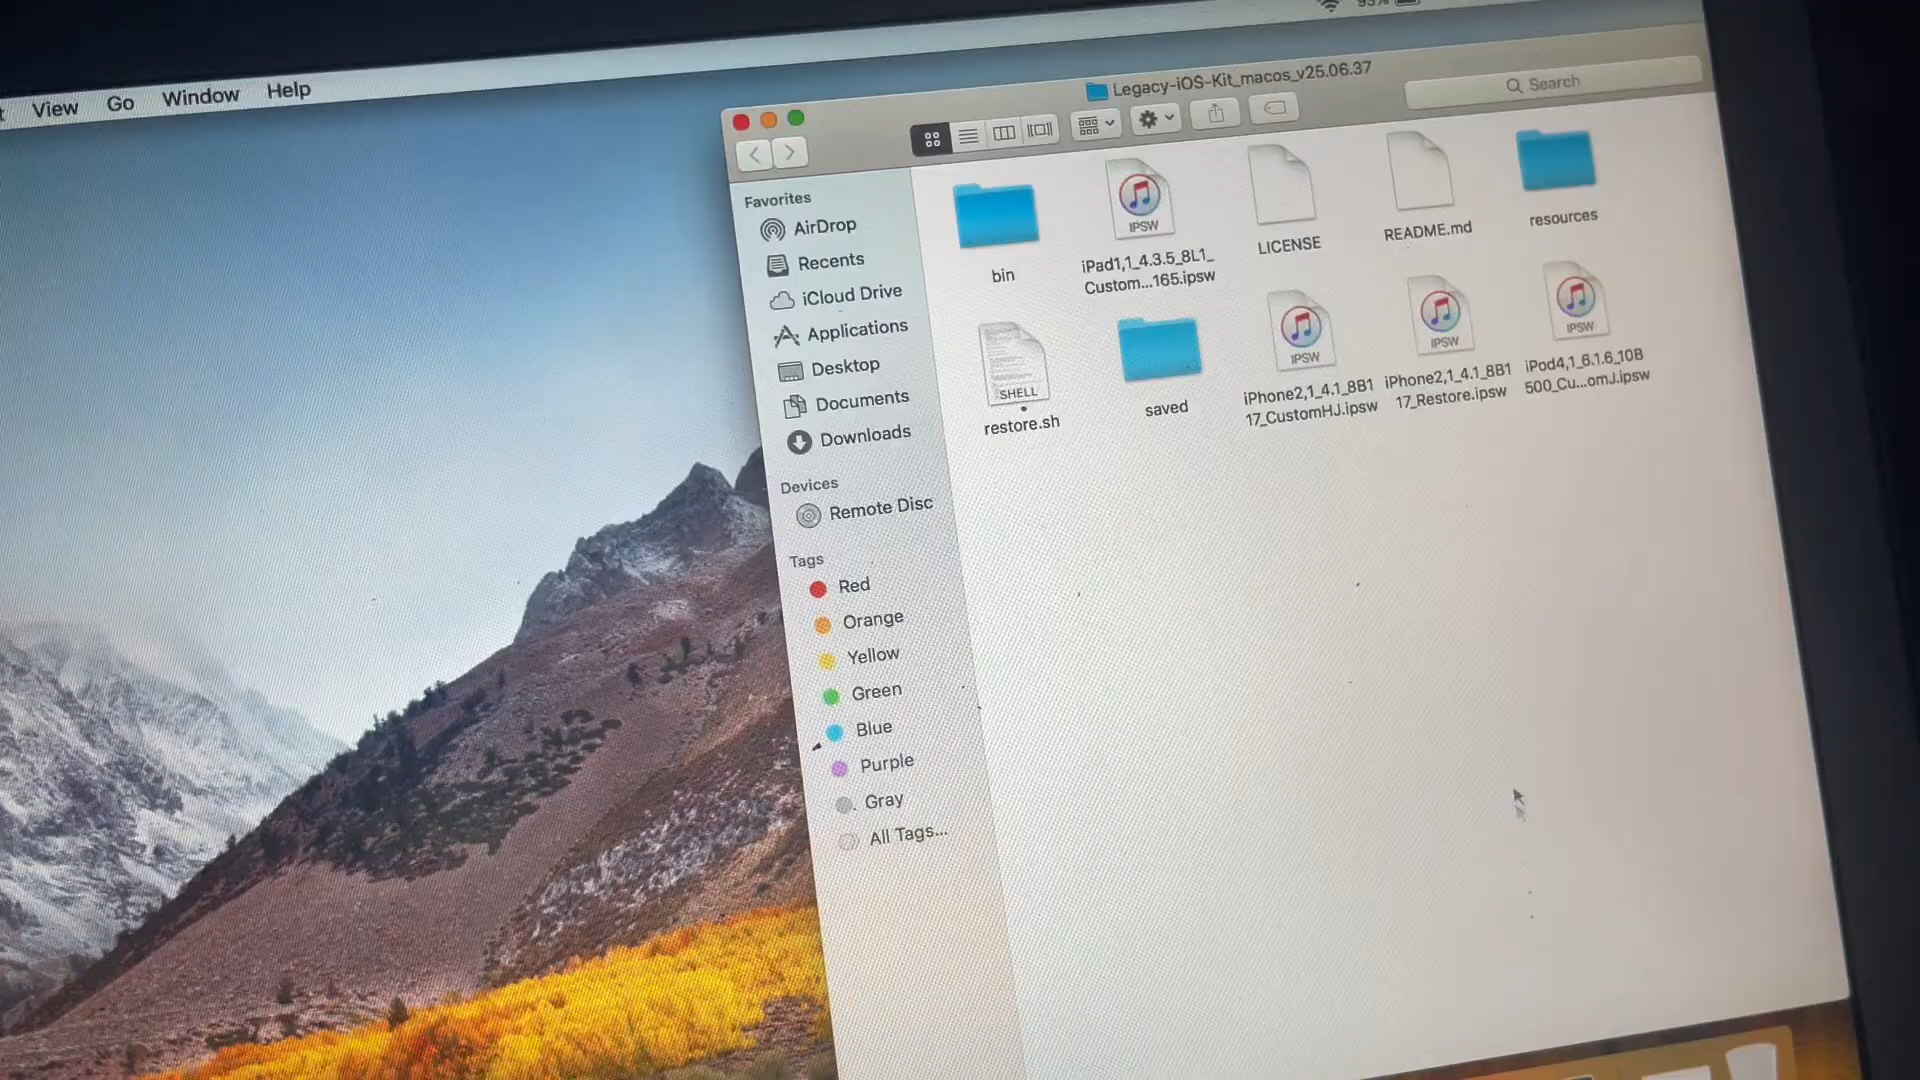 View Go Window Help
93%
Legacy-iOS-Kit_macos_v25.06.37
Search
Favorites
AirDrop
Recents
iCloud Drive
Applications
Desktop
Documents
Downloads
Devices
Remote Disc
Tags
Red
Orange
Yellow
Green
Blue
Purple
Gray
All Tags...
bin
IPSW
iPad1,1_4.3.5_8L1_
Custom...165.ipsw
LICENSE
README.md
resources
SHELL
restore.sh
saved
IPSW
iPhone2,1_4.1_8B1
17_CustomHJ.ipsw
IPSW
iPhone2,1_4.1_8B1
17_Restore.ipsw
IPSW
iPod4,1_6.1.6_10B
500_Cu...omJ.ipsw